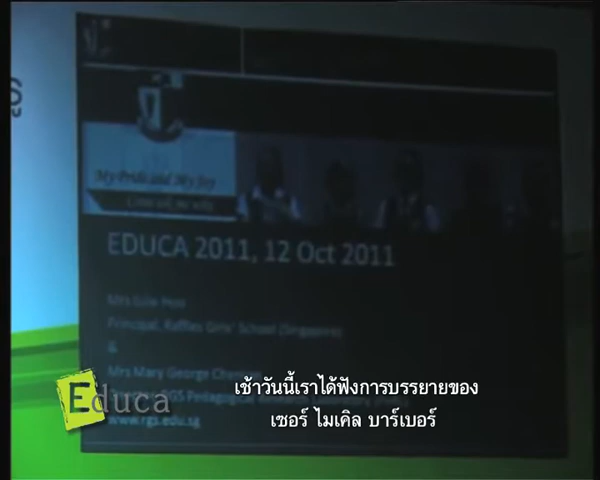 My Pride and My Joy
EDUCA 2011, 12 Oct 2011
Principal, Raffles Girls' School (Singapore)
&
Mrs Mary George
RGS Pedagogical
www.rgs.edu.sg
Educa
เช้าวันนี้เราได้ฟังการบรรยายของ
เซอร์ ไมเคิล บาร์เบอร์